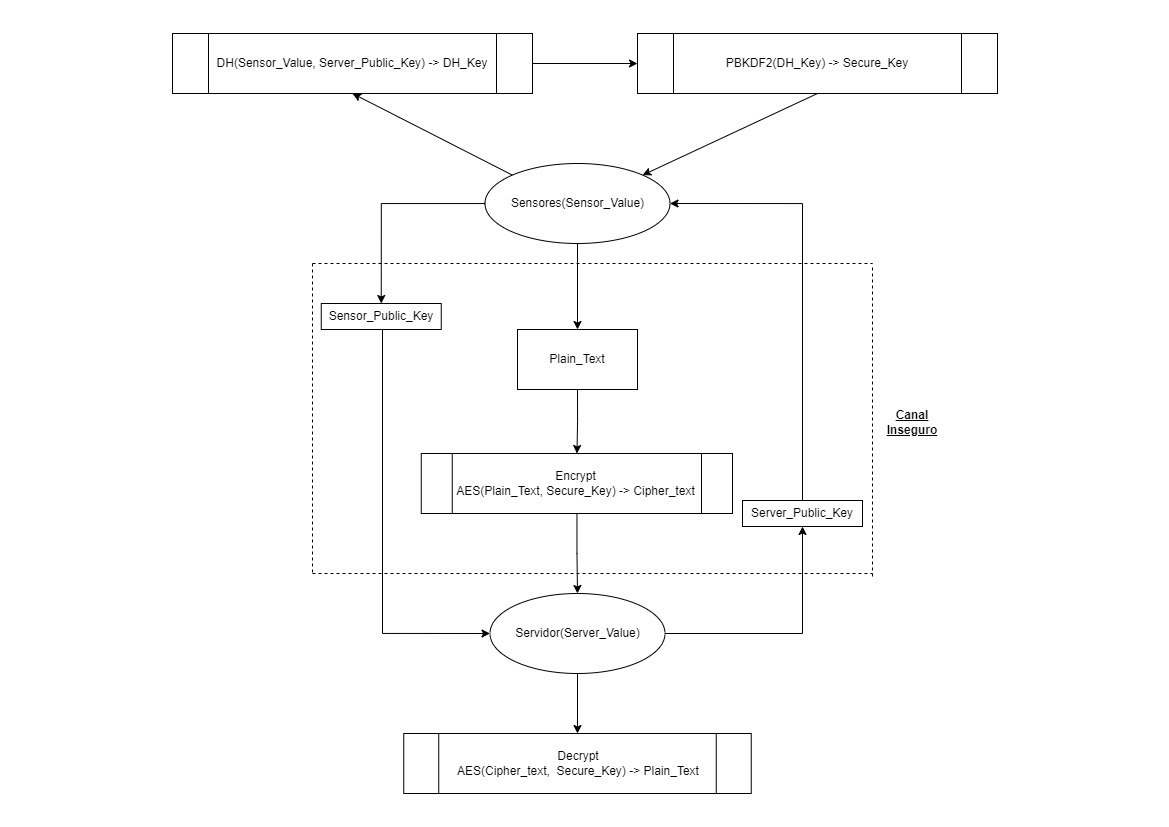 DH(Sensor_Value, Server_Public_Key) -> DH_Key
PBKDF2(DH_Key) -> Secure_Key
Sensores(Sensor_Value)
Sensor_Public_Key
Plain_Text
Canal
Inseguro
Encrypt
AES(Plain_Text, Secure_Key) -> Cipher_text
Server_Public_Key
Servidor(Server_Value)
Decrypt
AES(Cipher_text, Secure_Key) -> Plain_Text